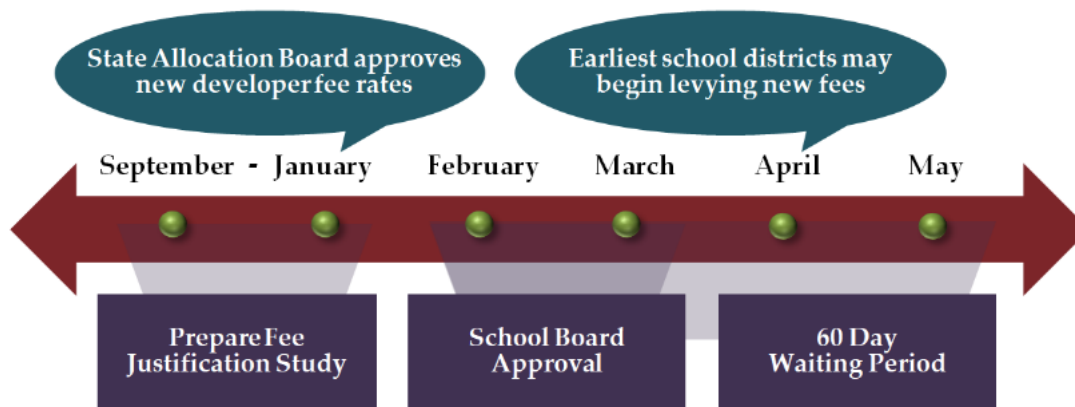 State Allocation Board approves
new developer fee rates
Earliest school districts may
begin levying new fees
September - January February March April May
Prepare Fee
Justification Study
School Board
Approval
60 Day
Waiting Period